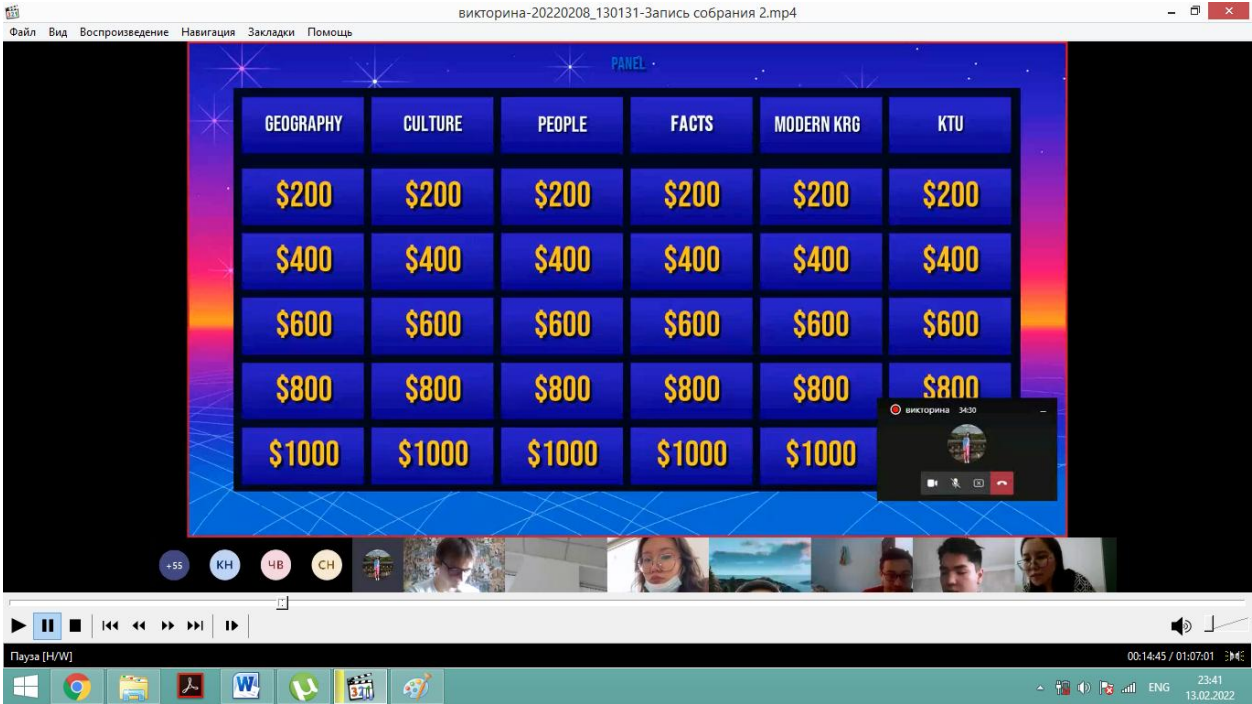 викторина-20220208_130131-Запись собрания 2.mp4
Файл Вид Воспроизведение Навигация Закладки Помощь
PANEL
GEOGRAPHY CULTURE PEOPLE FACTS MODERN KRG KTU
$200 $200 $200 $200 $200 $200
$400 $400 $400 $400 $400 $400
$600 $600 $600 $600 $600 $600
$800 $800 $800 $800 $800 $800
викторина 34:30
$1000 $1000 $1000 $1000 $1000
+55 КН ЧВ СН
Пауза [H/W] 00:14:45 / 01:07:01
W 321 ENG 23:41
13.02.2022